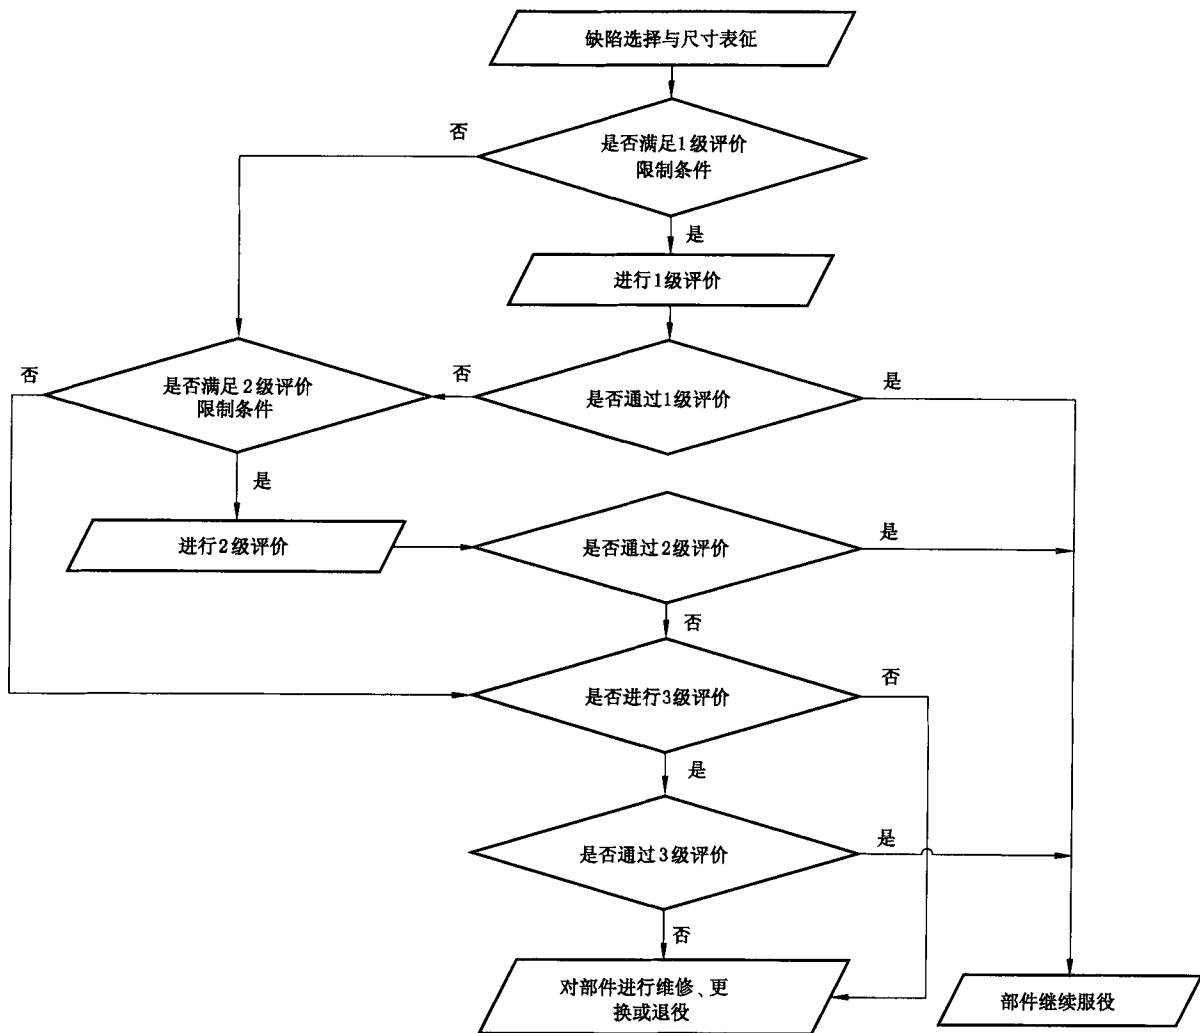 缺陷选择与尺寸表征
否
是否满足1级评价
限制条件
是
进行1级评价
否
是否满足2级评价
限制条件
否
是否通过1级评价
是
是
进行2级评价
是否通过2级评价
是
否
是否进行3级评价
否
是
是否通过3级评价
是
否
对部件进行维修、更
换或退役
部件继续服役